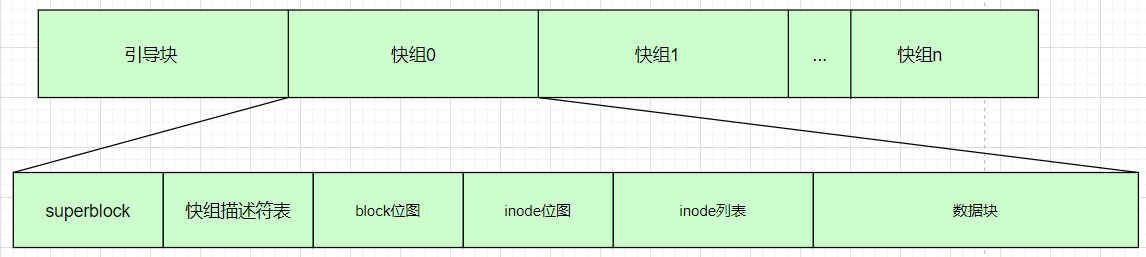 引导块
快组0
快组1
...
快组n
superblock
快组描述符表
block位图
inode位图
inode列表
数据块